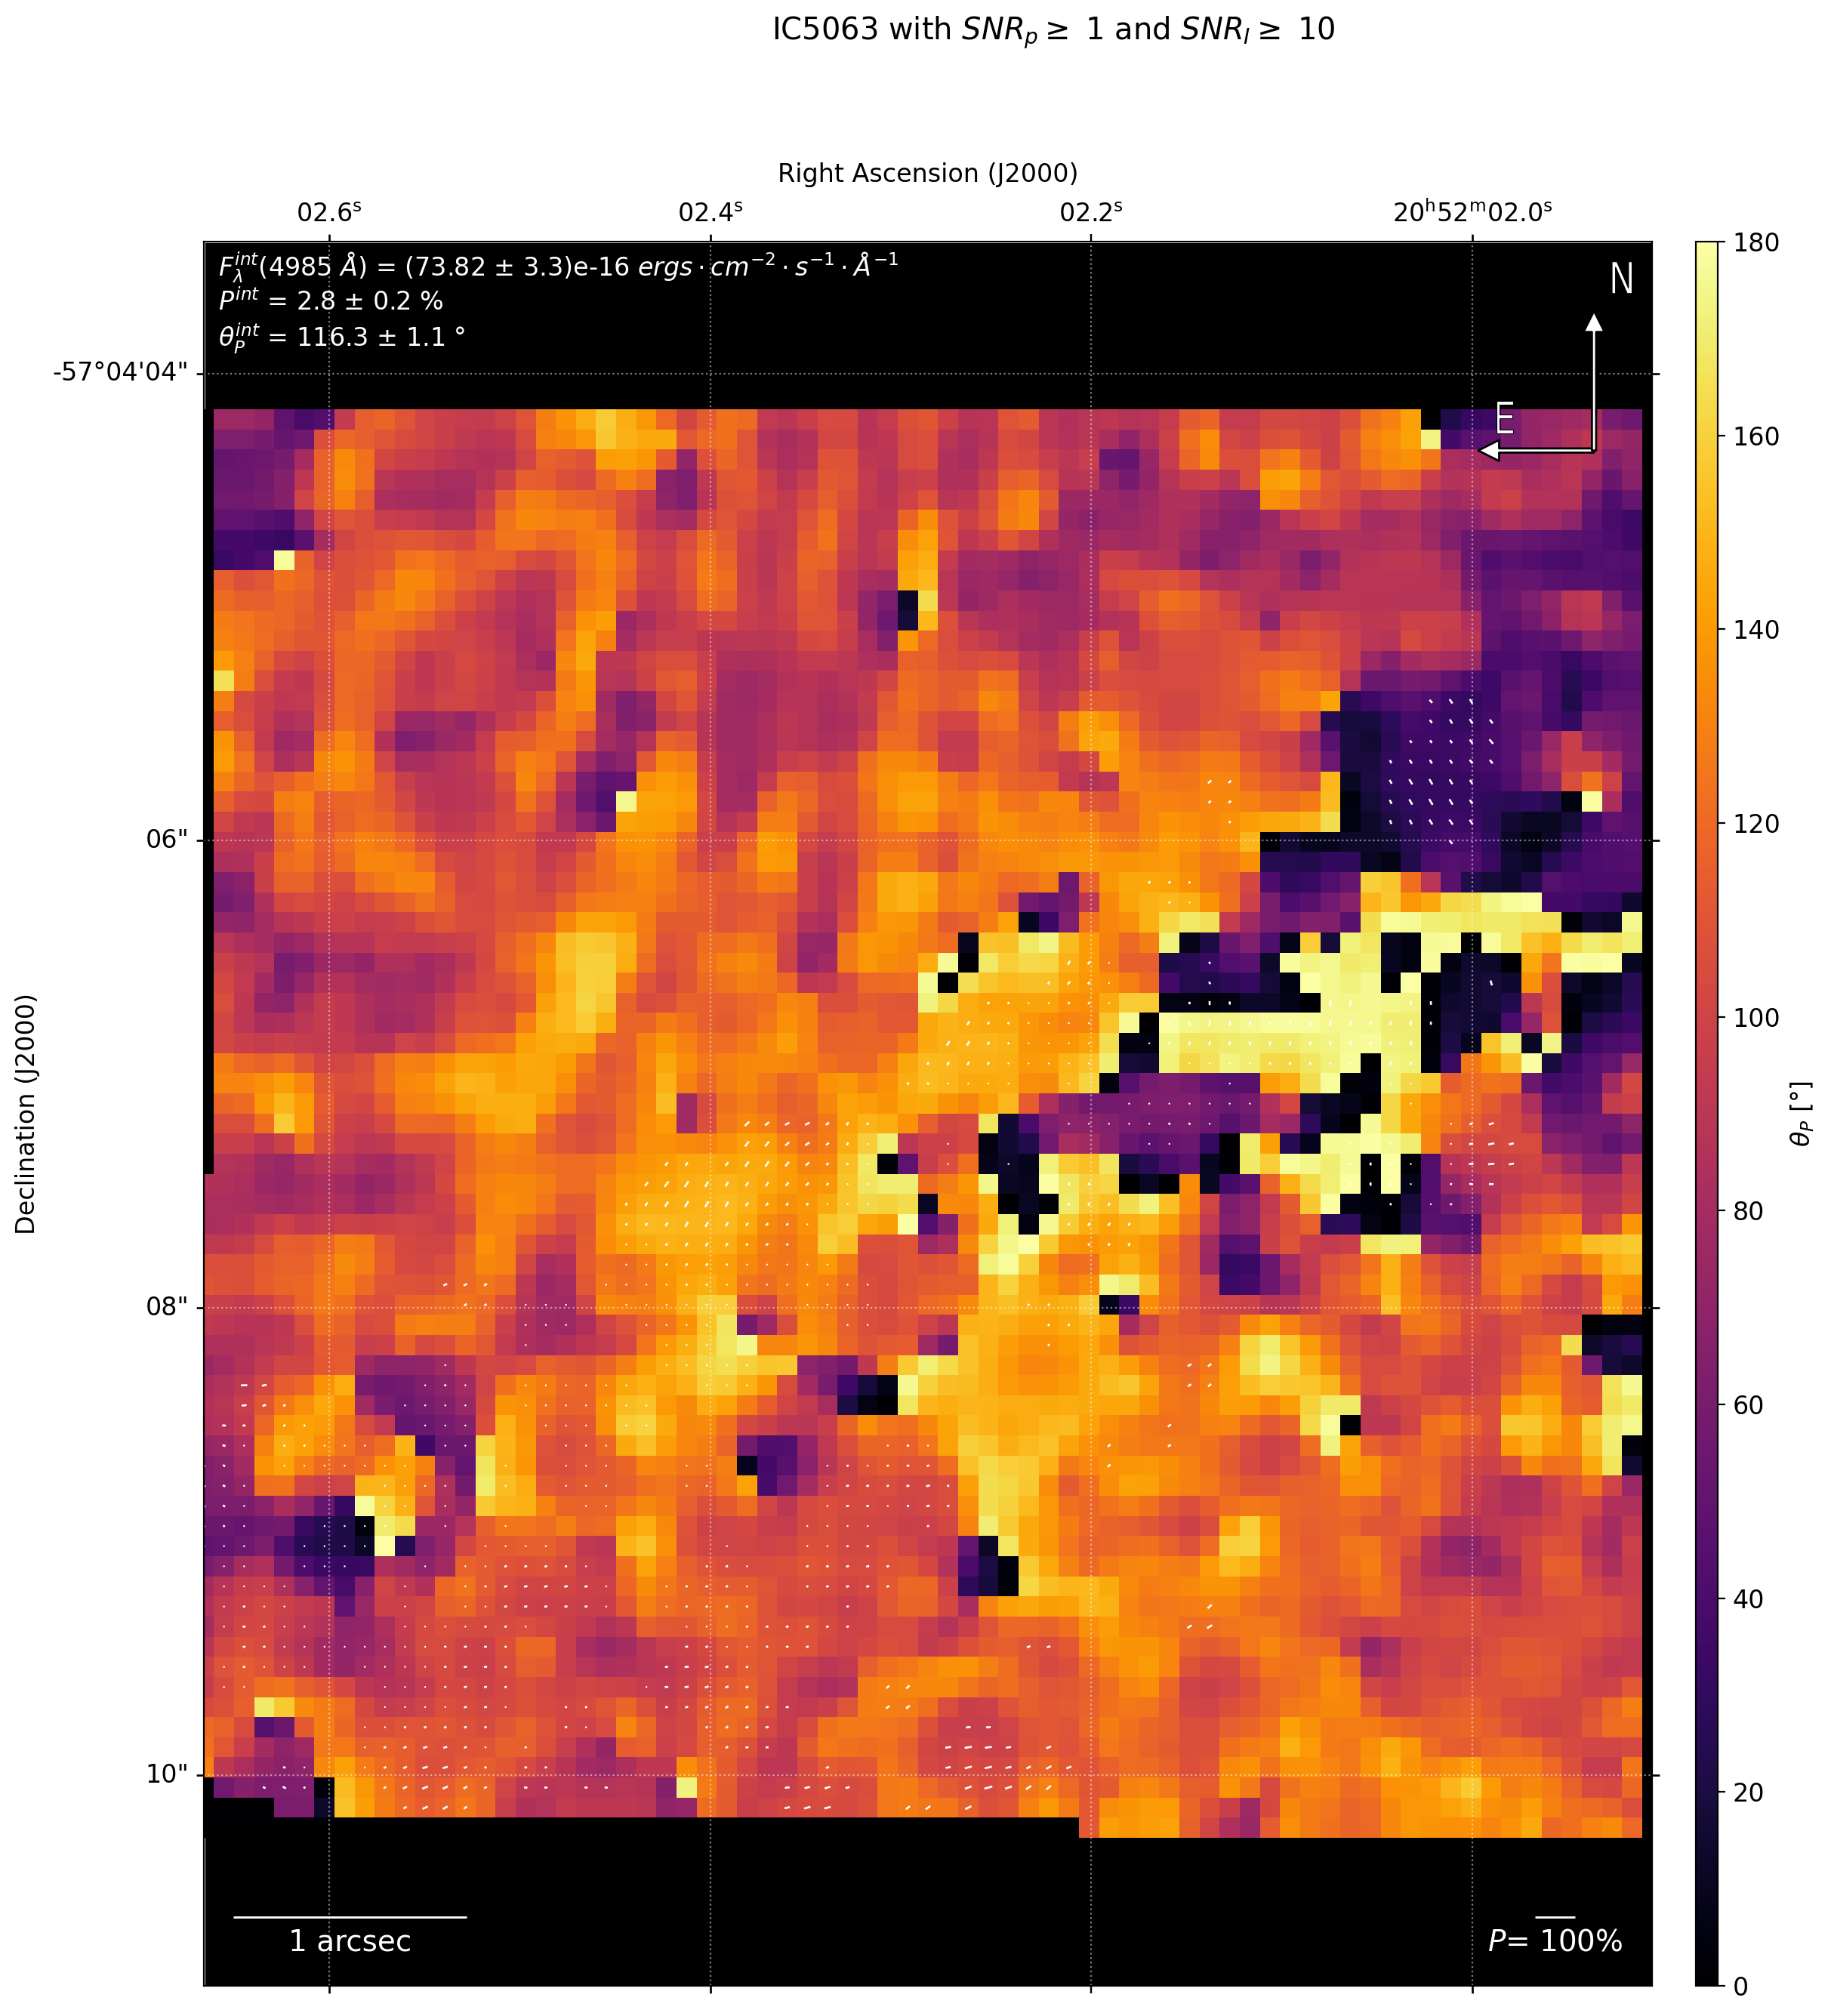 IC5063 with SNRₚ ≥ 1 and SNR_I ≥ 10
Right Ascension (J2000)
02.6ˢ 02.4ˢ 02.2ˢ 20ʰ52ᵐ02.0ˢ
F_λ^int(4985 Å) = (73.82 ± 3.3)e-16 ergs · cm⁻² · s⁻¹ · Å⁻¹
P^int = 2.8 ± 0.2 %
θ_P^int = 116.3 ± 1.1 °
N
E
-57°04'04"
06"
08"
10"
Declination (J2000)
1 arcsec
P= 100%
180
160
140
120
100
80
60
40
20
0
θ_P [°]